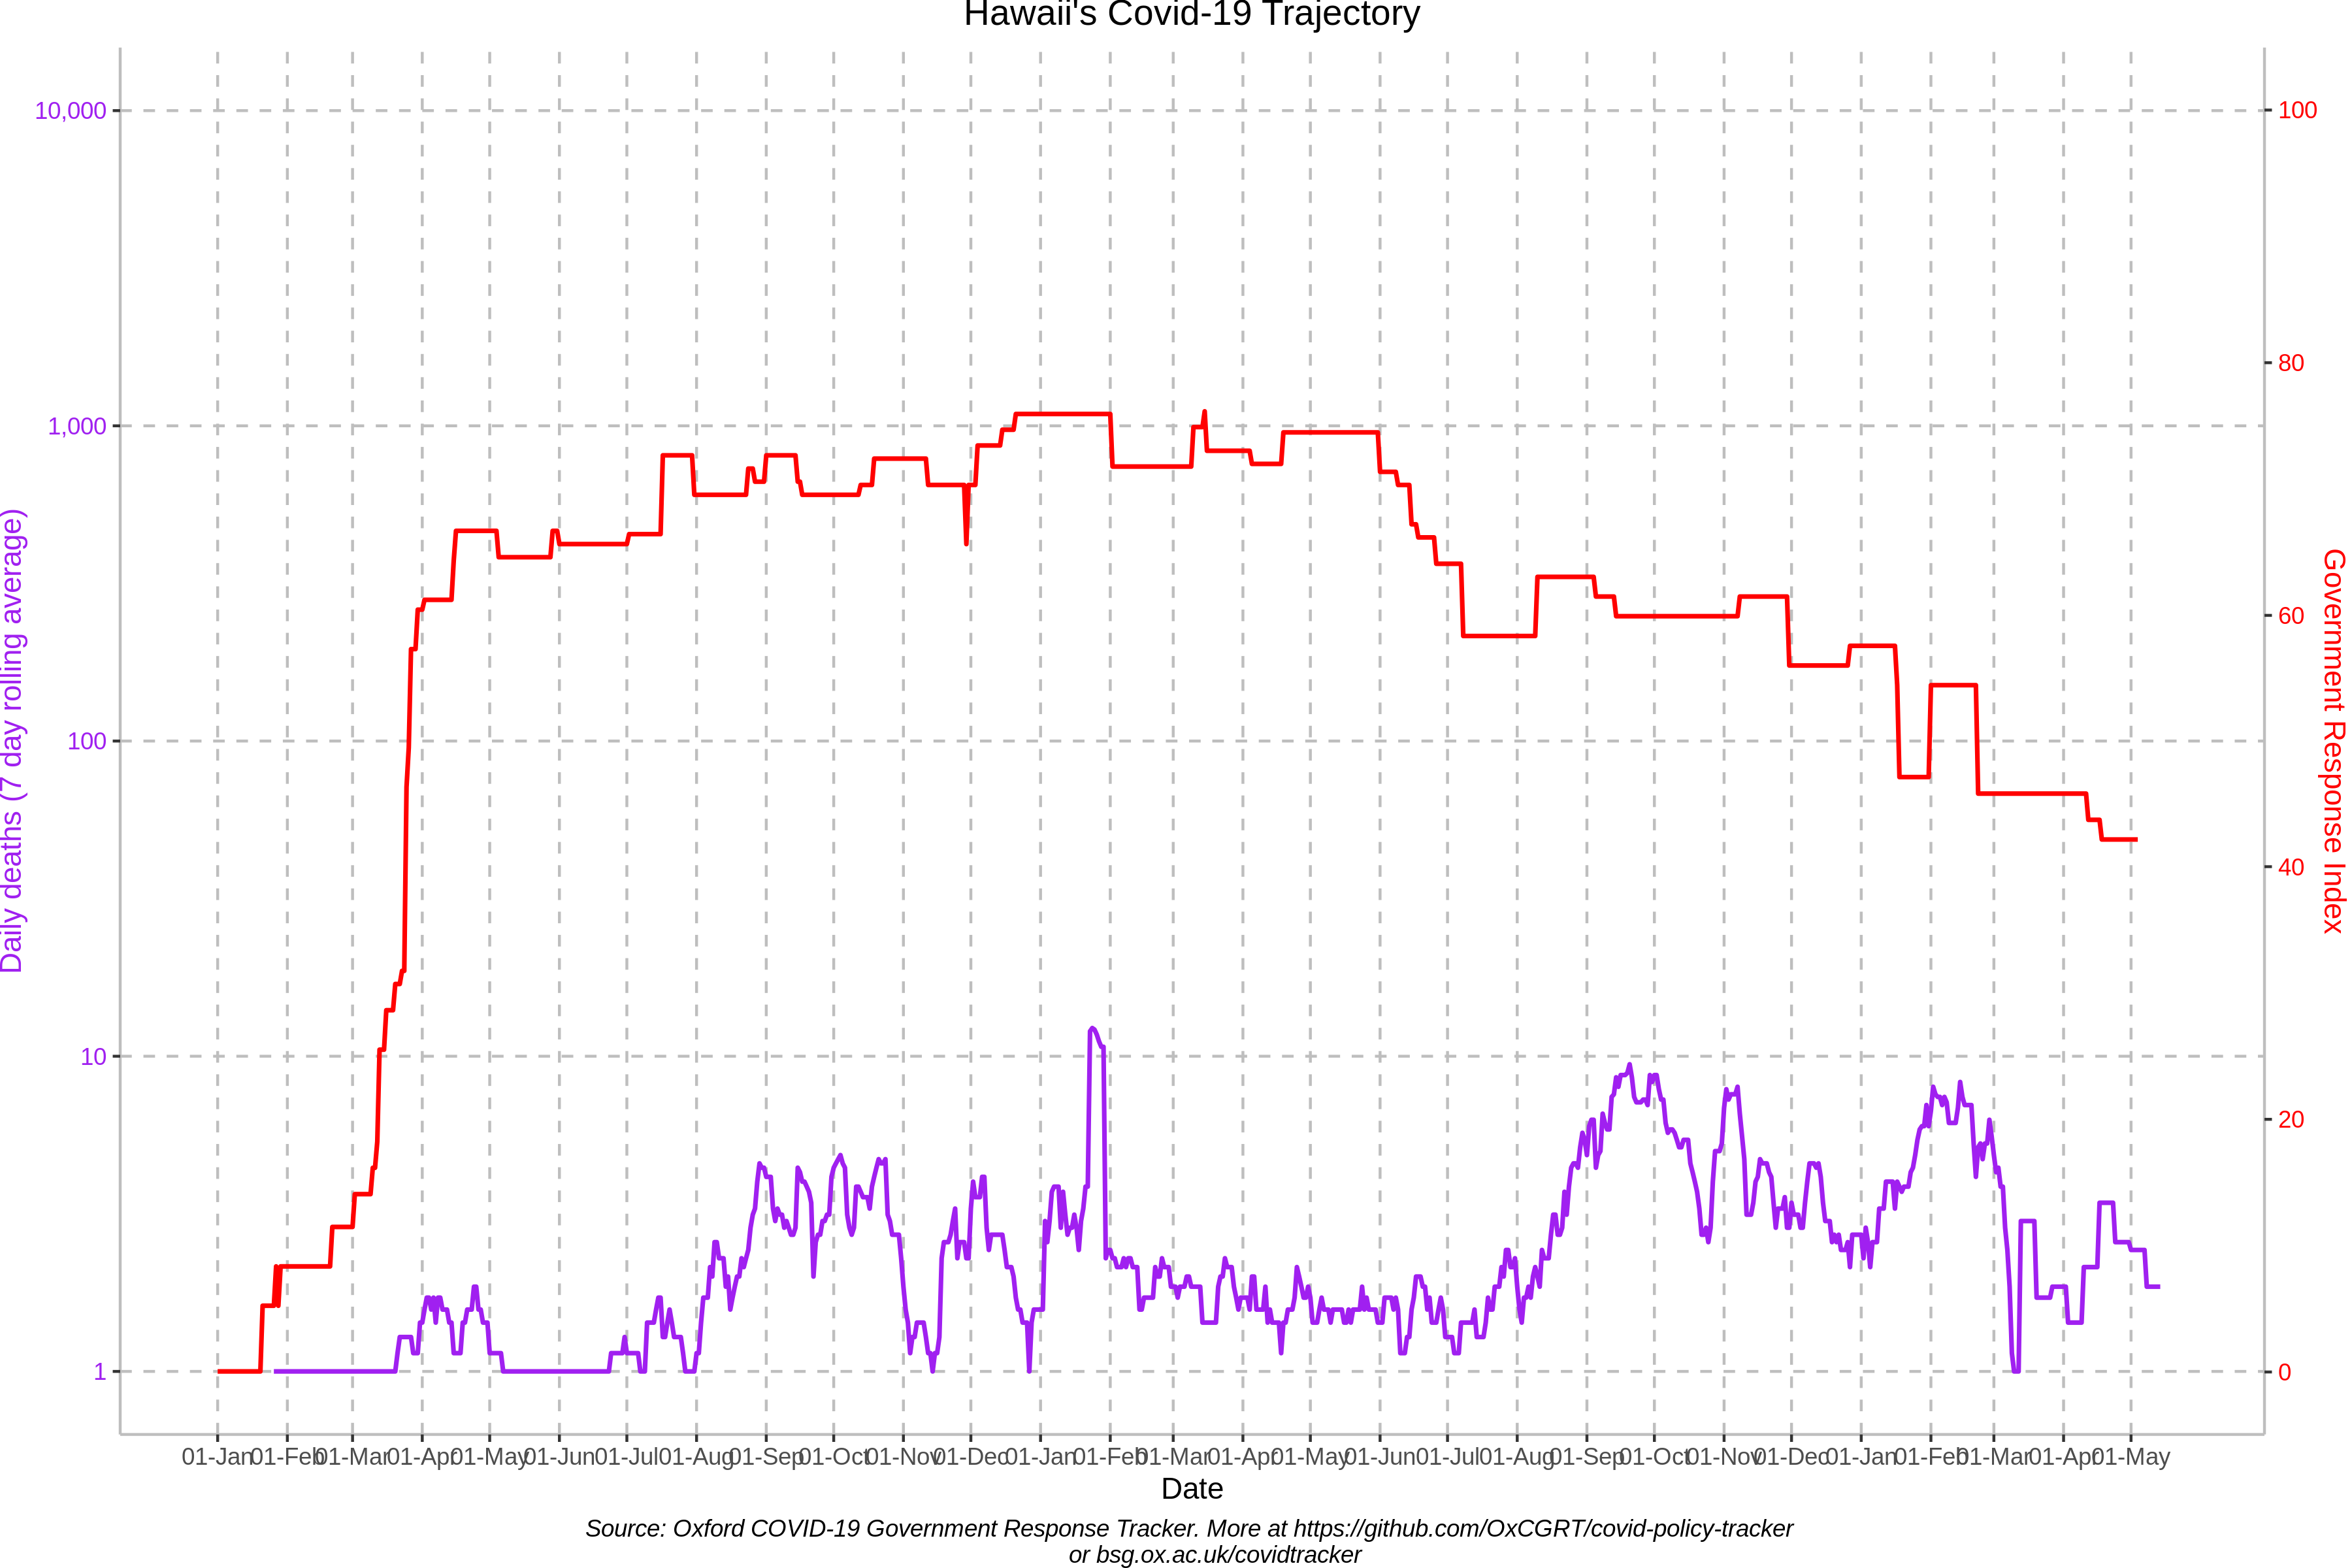 Hawaii's Covid-19 Trajectory
10,000
1,000
100
10
1
Daily deaths (7 day rolling average)
100
80
60
40
20
0
Government Response Index
01-Jan 01-Feb 01-Mar 01-Apr 01-May 01-Jun 01-Jul 01-Aug 01-Sep 01-Oct 01-Nov 01-Dec 01-Jan 01-Feb 01-Mar 01-Apr 01-May 01-Jun 01-Jul 01-Aug 01-Sep 01-Oct 01-Nov 01-Dec 01-Jan 01-Feb 01-Mar 01-Apr 01-May
Date
Source: Oxford COVID-19 Government Response Tracker. More at https://github.com/OxCGRT/covid-policy-tracker
or bsg.ox.ac.uk/covidtracker